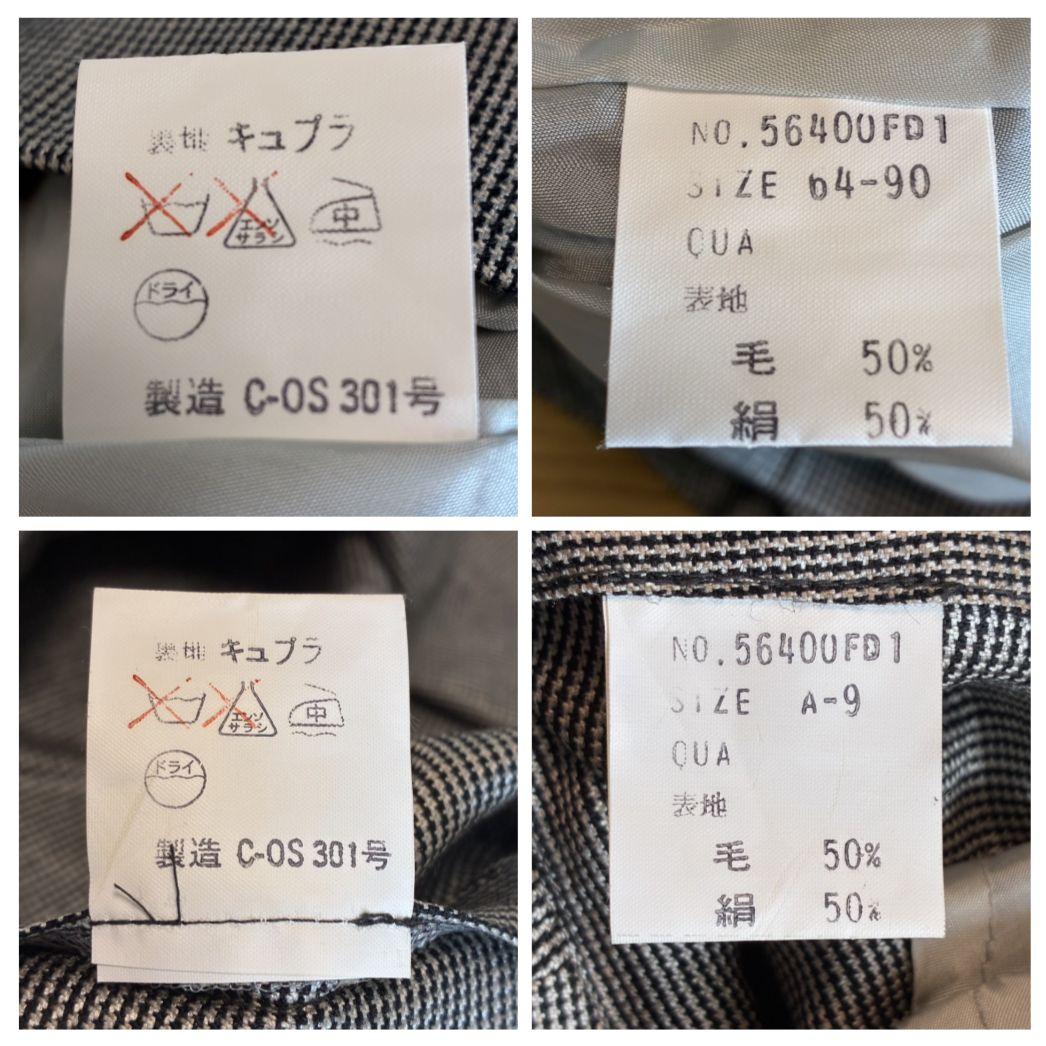 裏地 キュプラ
エンソ
サラシ
中
ドライ
製造 C-OS 301号
NO.56400FD1
SIZE 64-90
QUA
表地
毛 50%
絹 50%
裏地 キュプラ
エンソ
サラシ
中
ドライ
製造 C-OS 301号
NO.56400FD1
SIZE A-9
QUA
表地
毛 50%
絹 50%